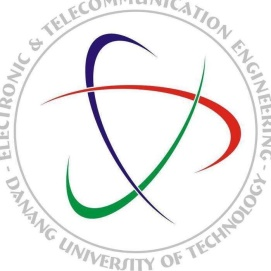 ELECTRONIC & TELECOMMUNICATION ENGINEERING
- DANANG UNIVERSITY OF TECHNOLOGY -